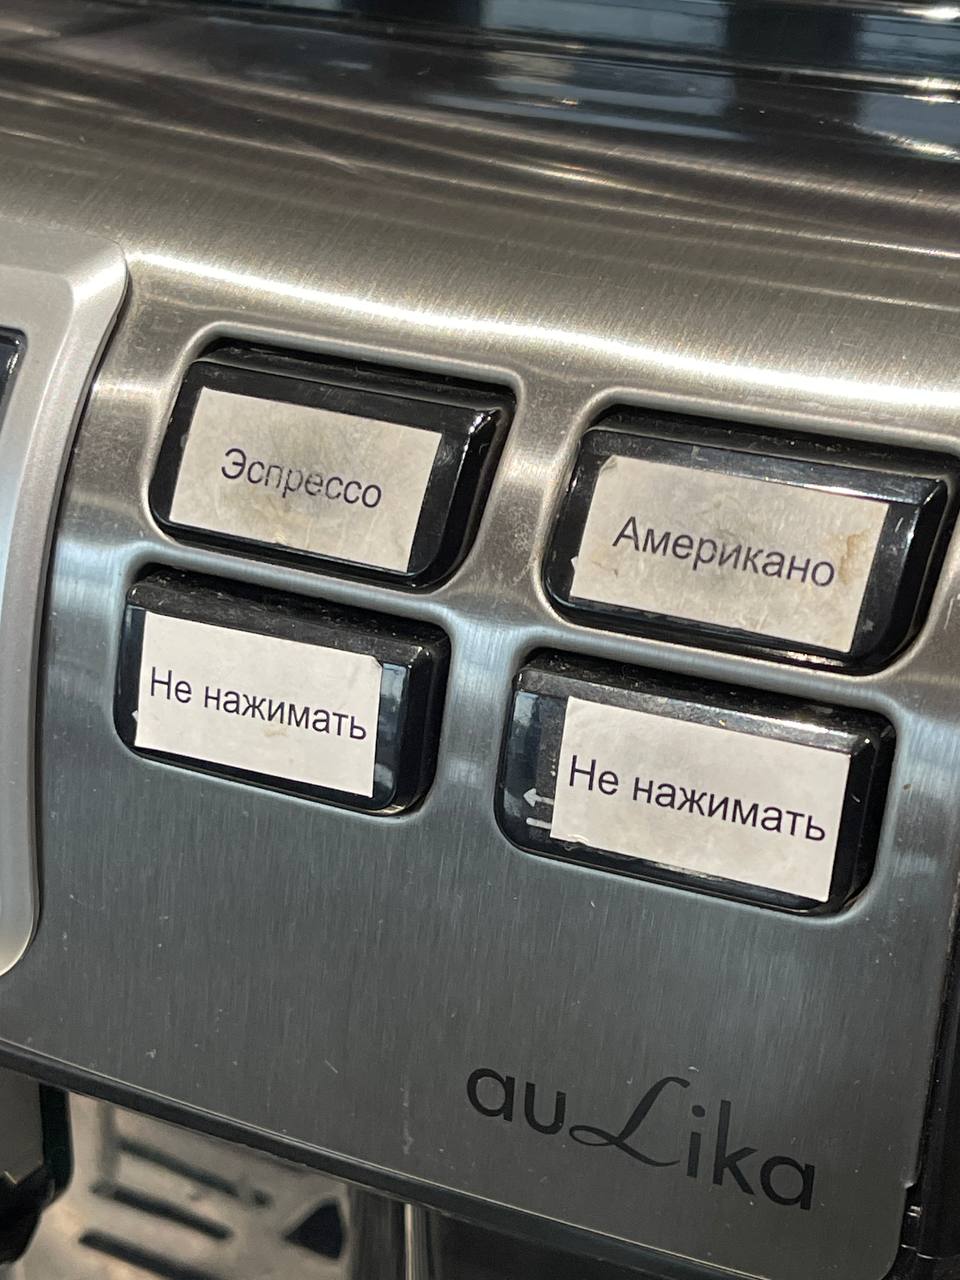 Эспрессо
Американо
Не нажимать
Не нажимать
auLika